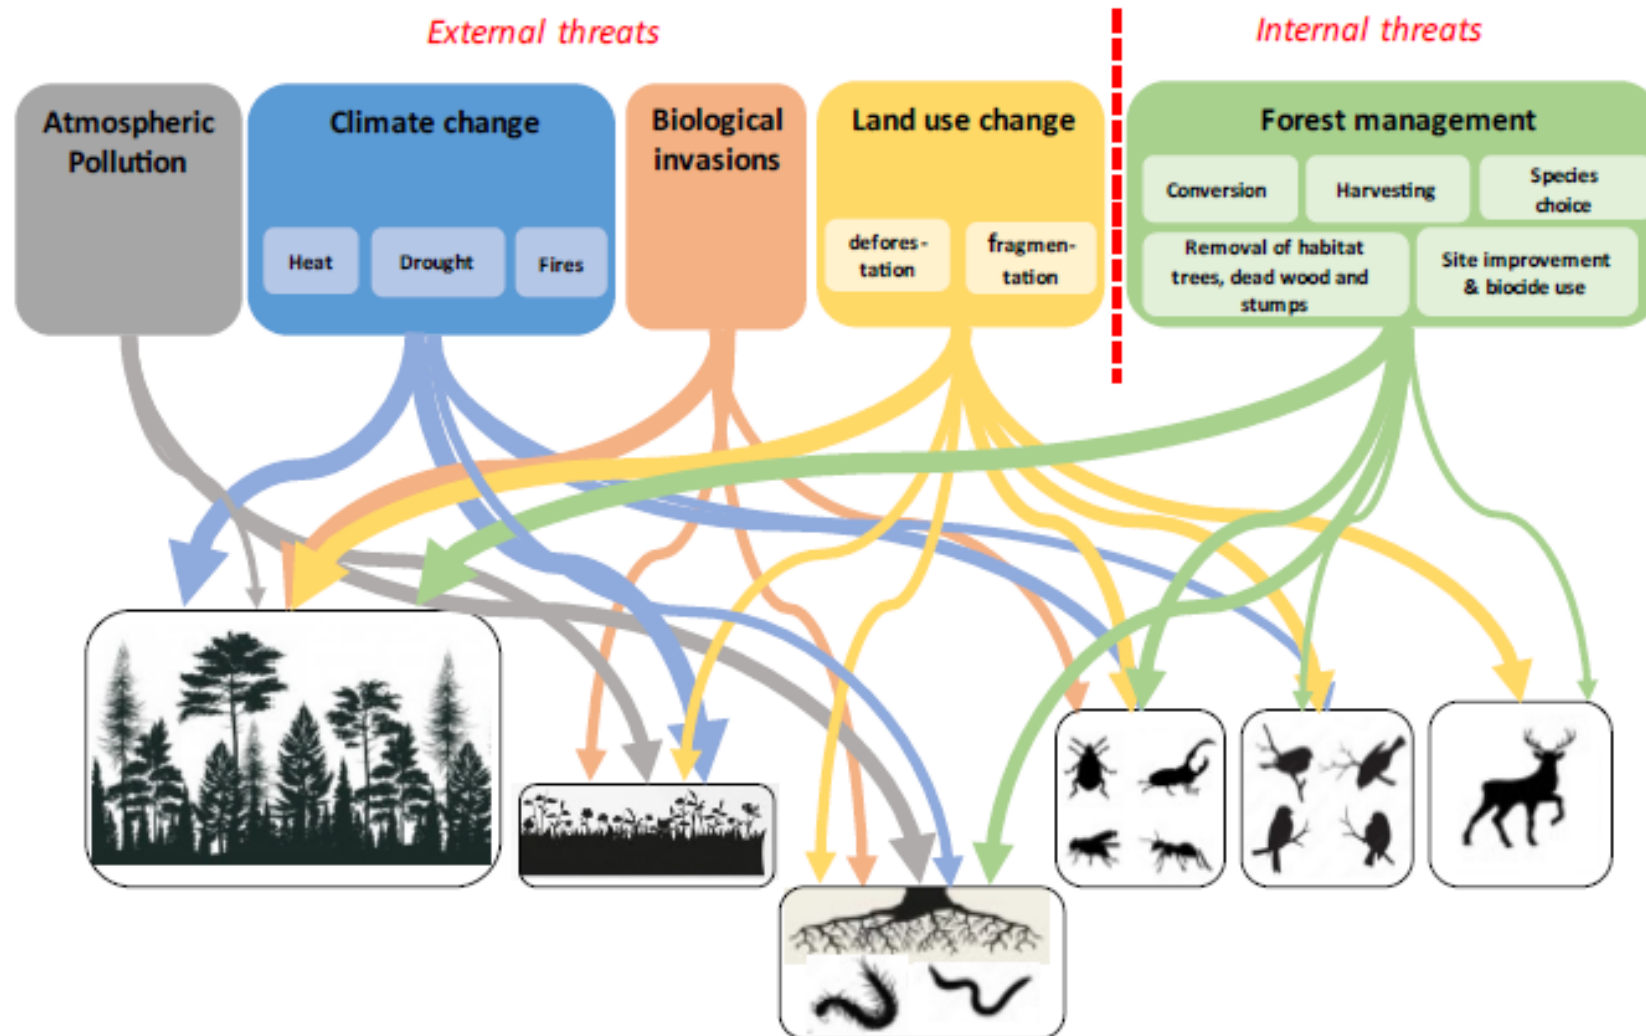 External threats
Internal threats
Atmospheric
Pollution
Climate change
Heat
Drought
Fires
Biological
invasions
Land use change
defores-
tation
fragmen-
tation
Forest management
Conversion
Harvesting
Species
choice
Removal of habitat
trees, dead wood and
stumps
Site improvement
& biocide use